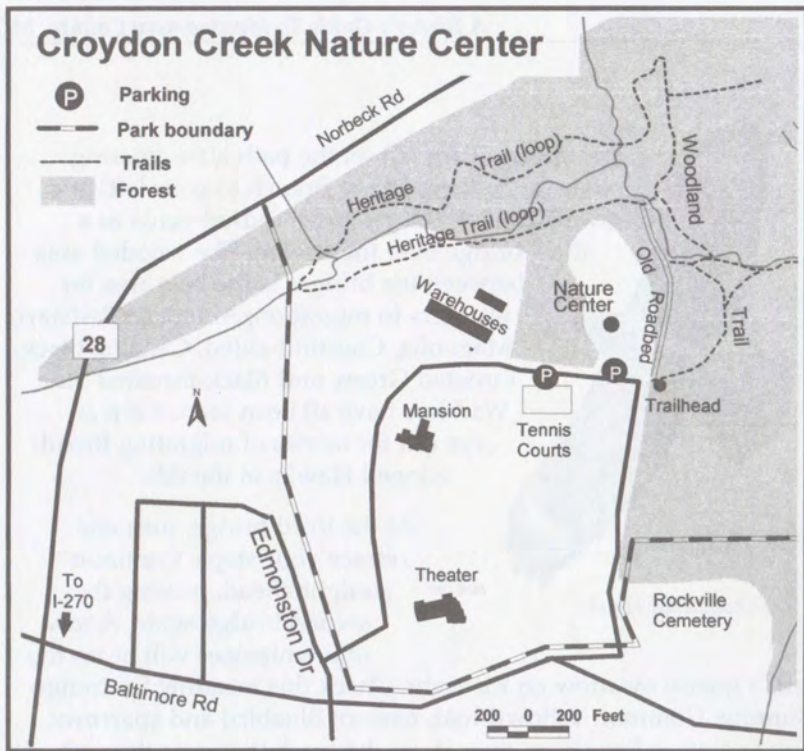 Croydon Creek Nature Center
P Parking
Park boundary
Trails
Forest
Norbeck Rd
Heritage Trail (loop)
Woodland
Heritage Trail (loop)
Warehouses
Nature
Center
Old Roadbed
Trail
28
N
P
P
Trailhead
Mansion
Tennis
Courts
Edmonston Dr
Theater
To
I-270
Rockville
Cemetery
Baltimore Rd
200 0 200 Feet